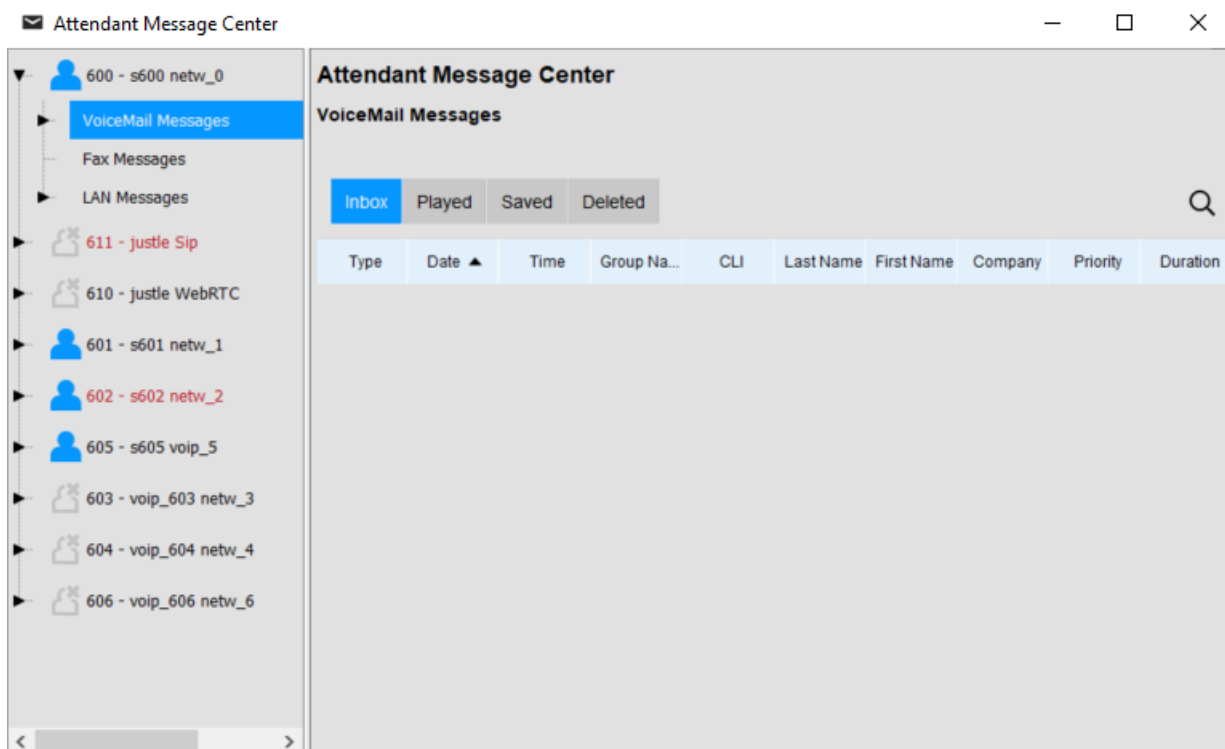 Attendant Message Center
600 - s600 netw_0
VoiceMail Messages
Fax Messages
LAN Messages
611 - justle Sip
610 - justle WebRTC
601 - s601 netw_1
602 - s602 netw_2
605 - s605 voip_5
603 - voip_603 netw_3
604 - voip_604 netw_4
606 - voip_606 netw_6
Attendant Message Center
VoiceMail Messages
Inbox Played Saved Deleted
Type Date Time Group Na... CLI Last Name First Name Company Priority Duration